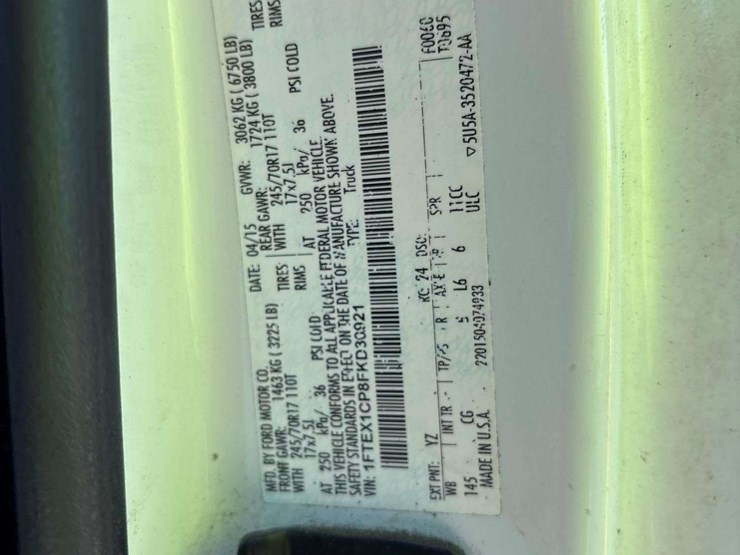 MFD. BY FORD MOTOR CO.
DATE: 04/15 GVWR: 3062 KG ( 6750 LB)
FRONT GAWR: 1463 KG ( 3225 LB) REAR GAWR: 1724 KG ( 3800 LB)
WITH 245/70R17 110T TIRES WITH 245/70R17 110T TIRES
17x7.5J RIMS 17x7.5J RIMS
AT 250 kPa/ 36 PSI COLD AT 250 kPa/ 36 PSI COLD
THIS VEHICLE CONFORMS TO ALL APPLICABLE FEDERAL MOTOR VEHICLE
SAFETY STANDARDS IN EFFECT ON THE DATE OF MANUFACTURE SHOWN ABOVE.
VIN: 1FTEX1CP8FKD3 TYPE: Truck
EXT PNT: YZ RC: 24 DSO: F0060
WB INT TR TP/PS R AXLE TR SPR T0695
145 CG 5 L6 6 11CC
MADE IN U.S.A. ULC ▽5U5A-3520472-AA